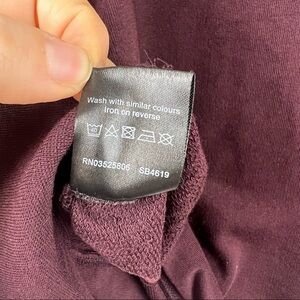 Wash with similar colours
Iron on reverse
RN03525806 SB4619